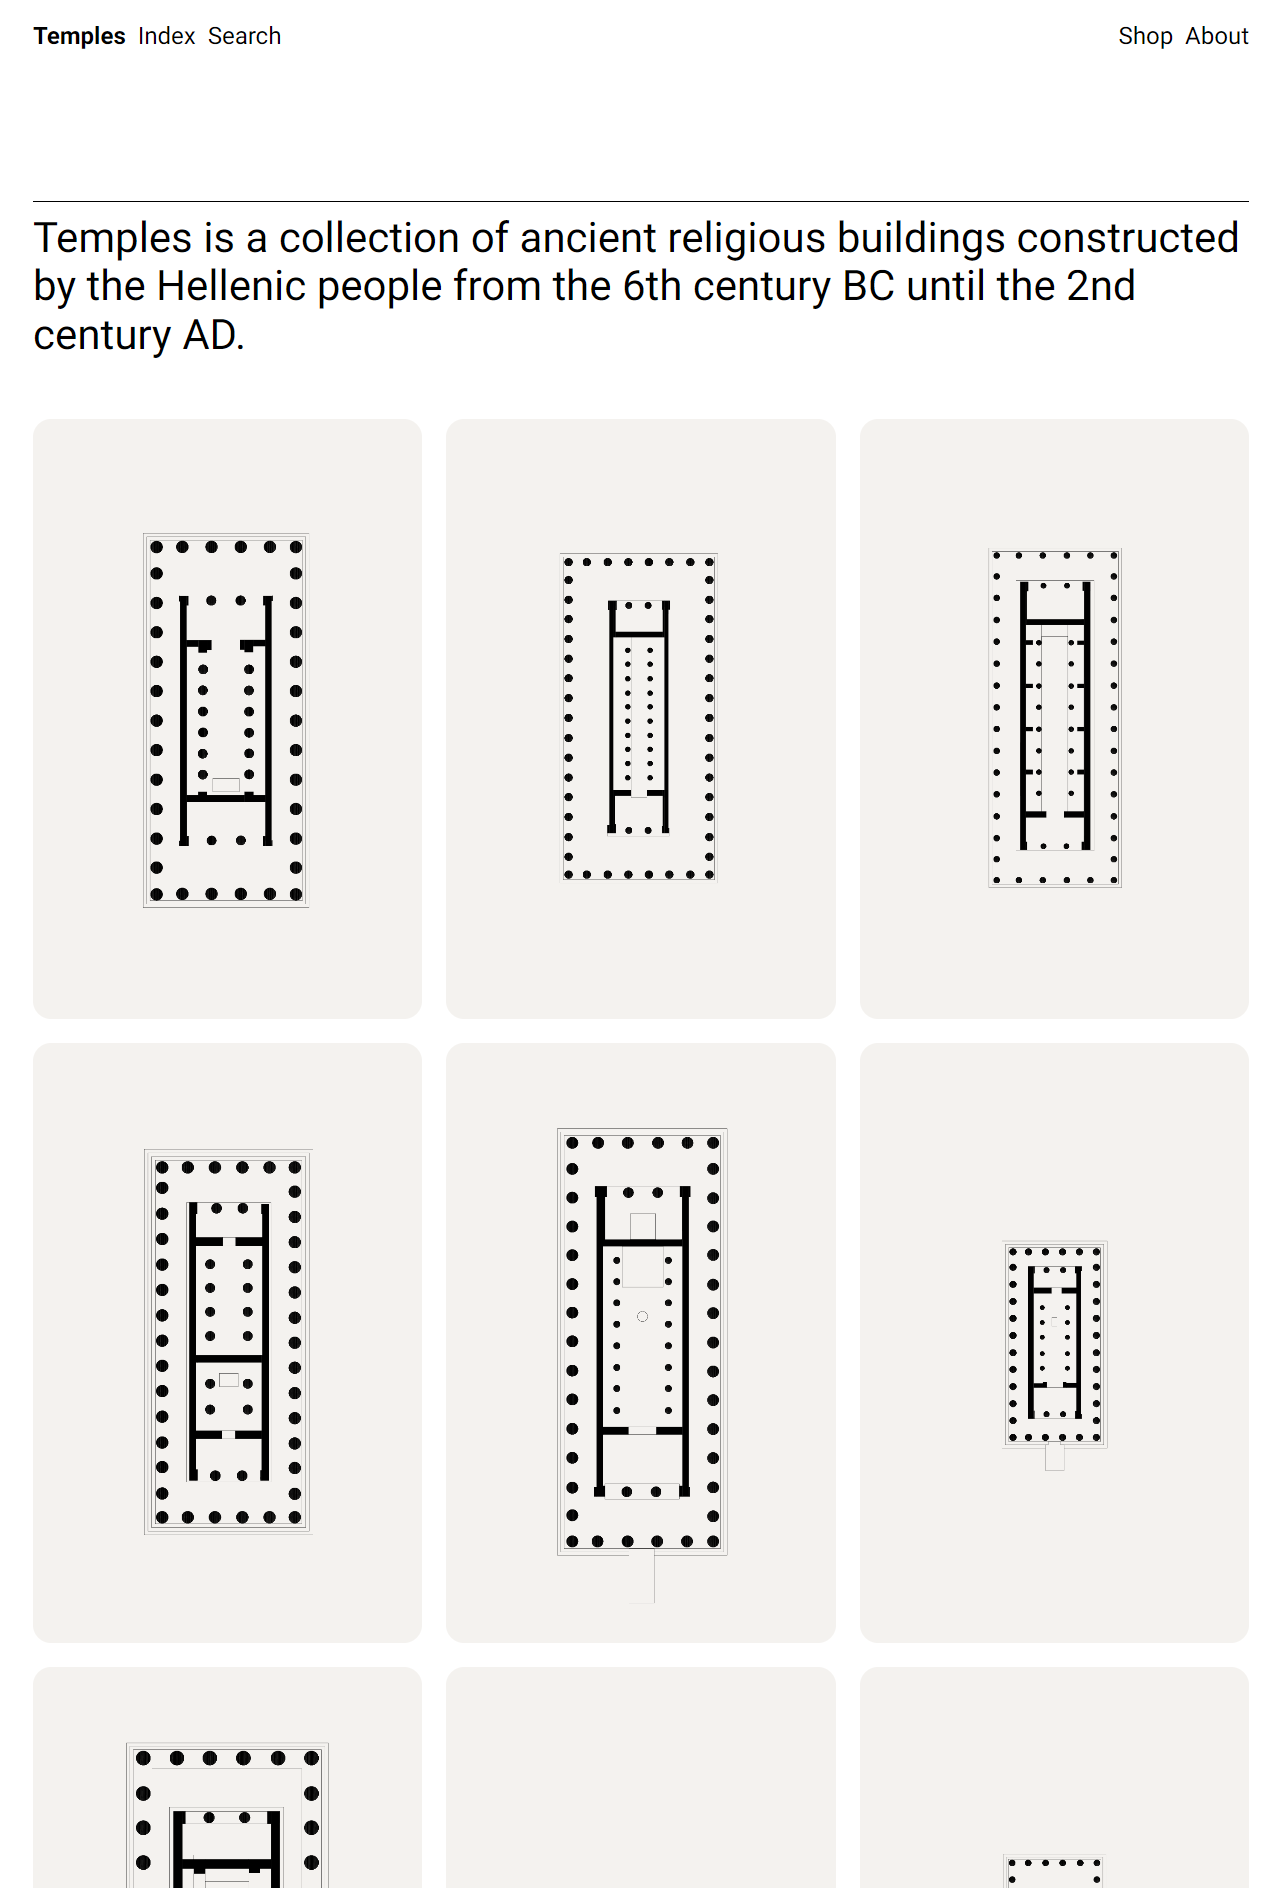 Temples Index Search Shop About
Temples is a collection of ancient religious buildings constructed
by the Hellenic people from the 6th century BC until the 2nd
century AD.